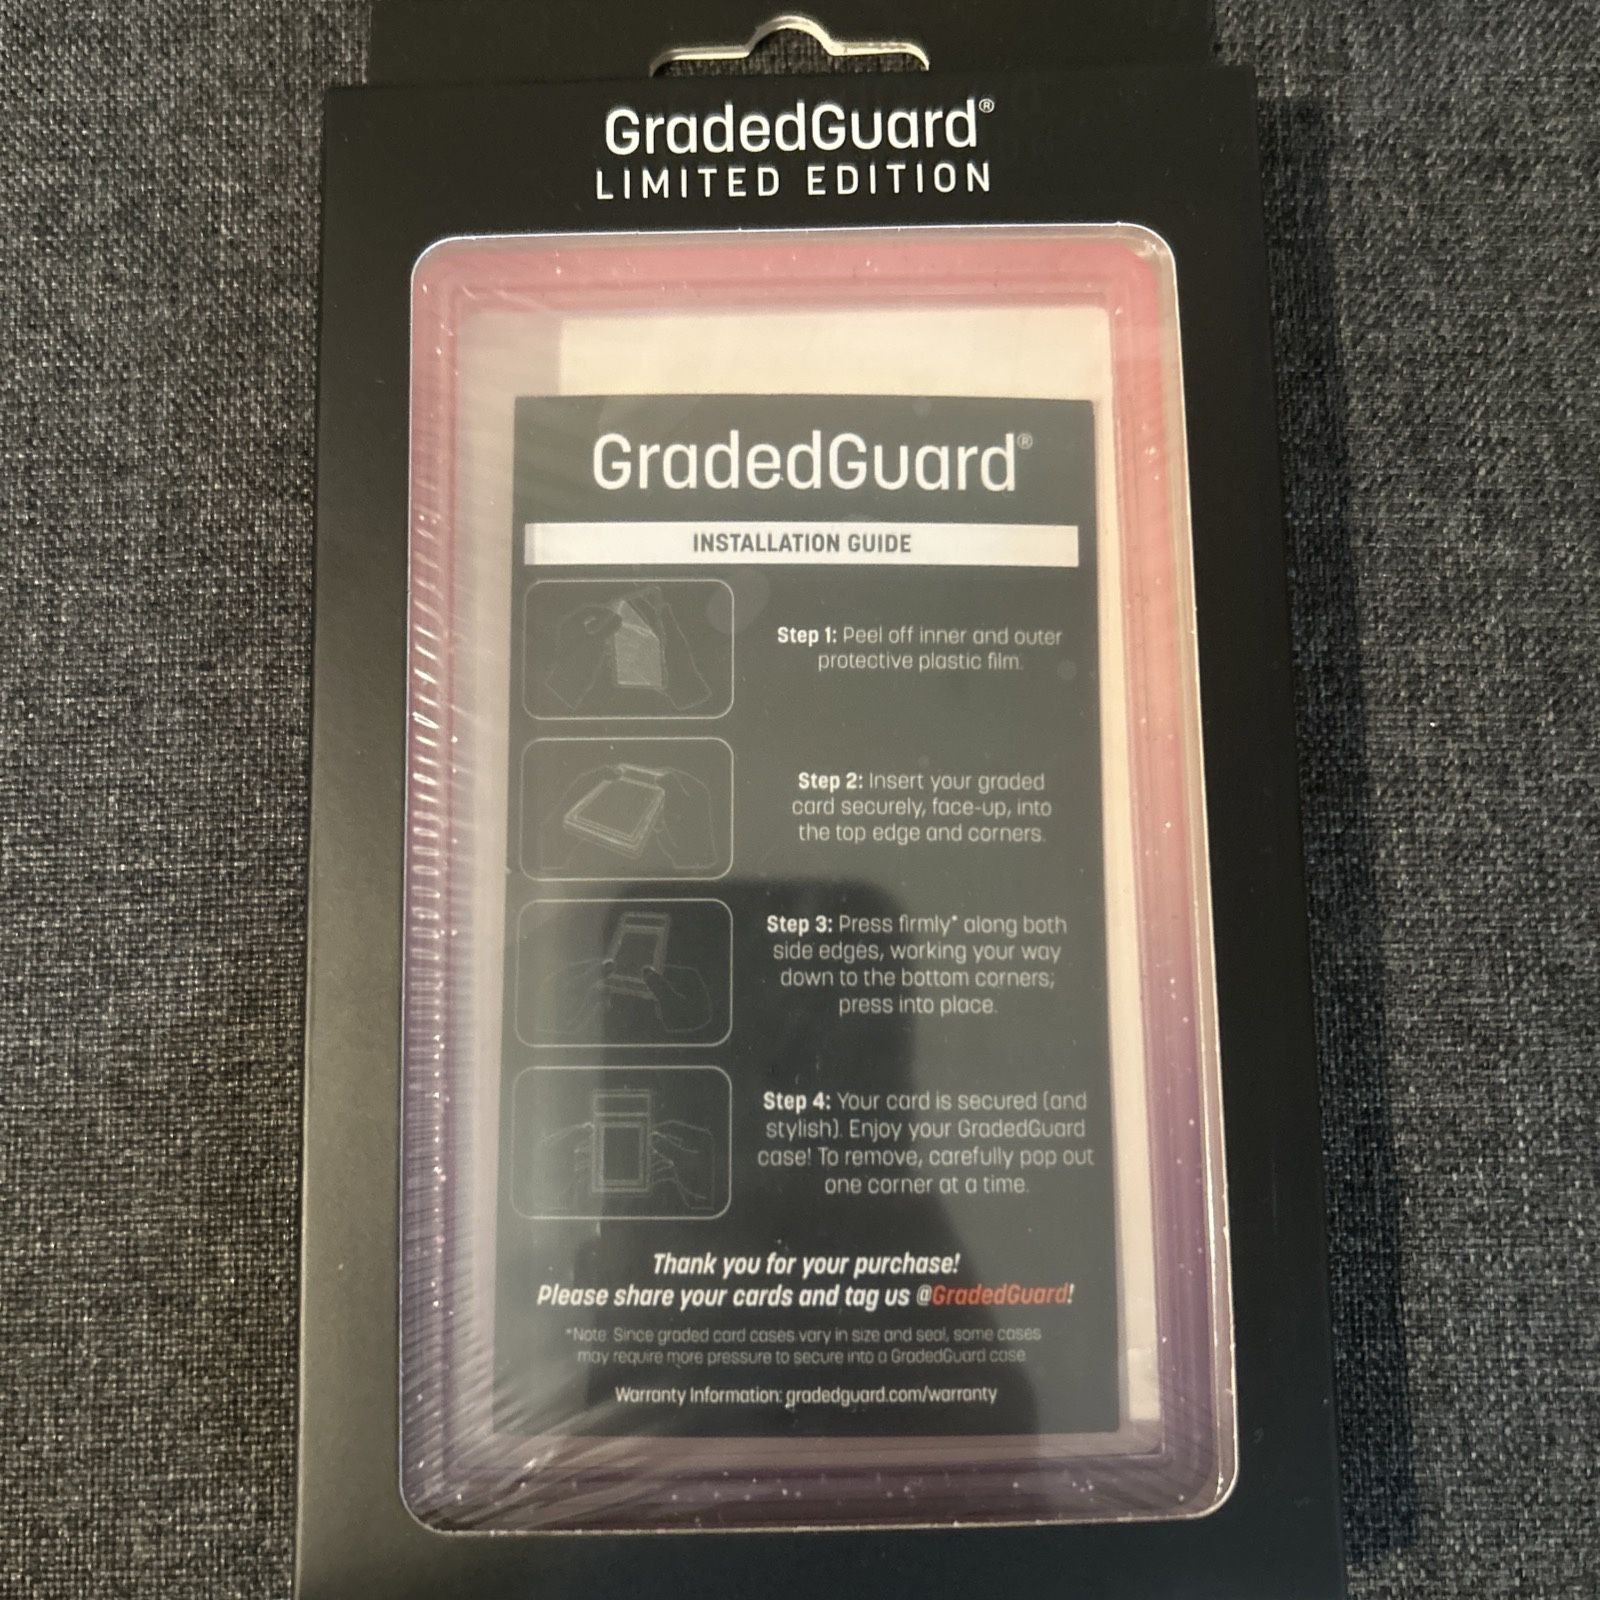 GradedGuard®
LIMITED EDITION
GradedGuard®
INSTALLATION GUIDE
Step 1: Peel off inner and outer
protective plastic film.
Step 2: Insert your graded
card securely, face-up, into
the top edge and corners.
Step 3: Press firmly* along both
side edges, working your way
down to the bottom corners;
press into place.
Step 4: Your card is secured (and
stylish). Enjoy your GradedGuard
case! To remove, carefully pop out
one corner at a time.
Thank you for your purchase!
Please share your cards and tag us @GradedGuard!
*Note: Since graded card cases vary in size and seal, some cases
may require more pressure to secure into a GradedGuard case.
Warranty Information: gradedguard.com/warranty